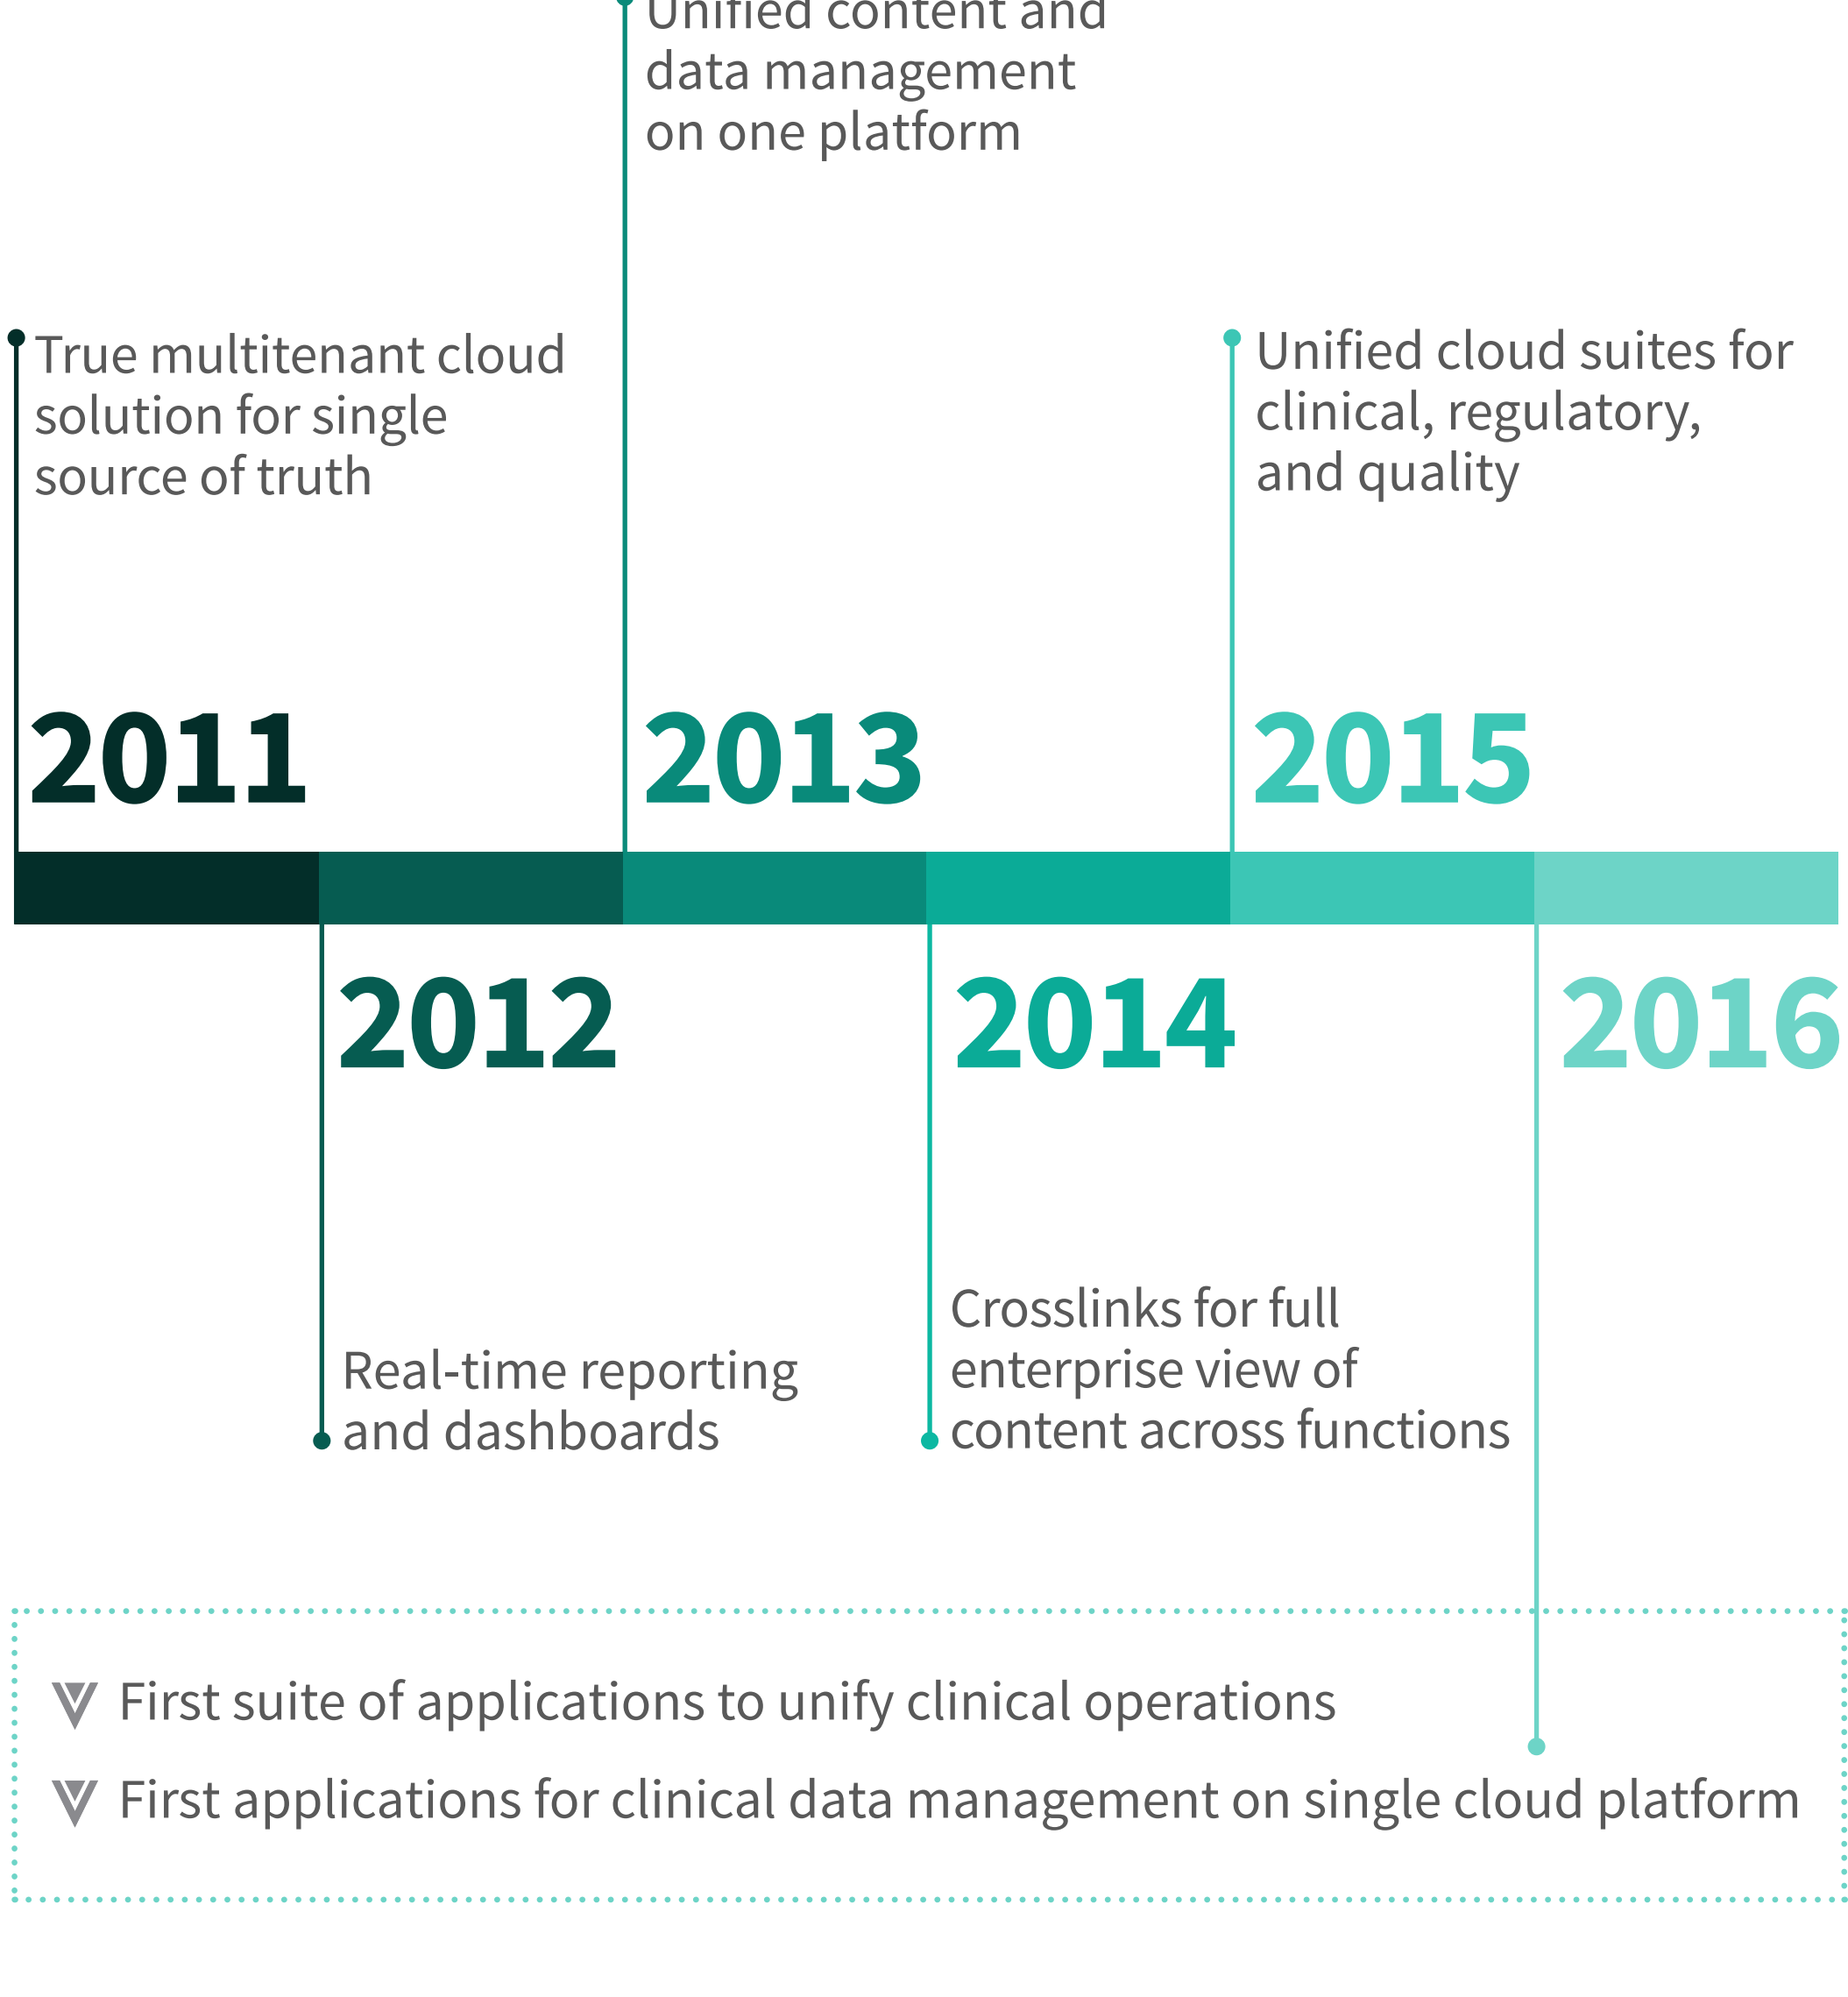 Unified content and
data management
on one platform
True multitenant cloud
solution for single
source of truth
Unified cloud suites for
clinical, regulatory,
and quality
2011
2013
2015
2012
2014
2016
Real-time reporting
and dashboards
Crosslinks for full
enterprise view of
content across functions
First suite of applications to unify clinical operations
First applications for clinical data management on single cloud platform